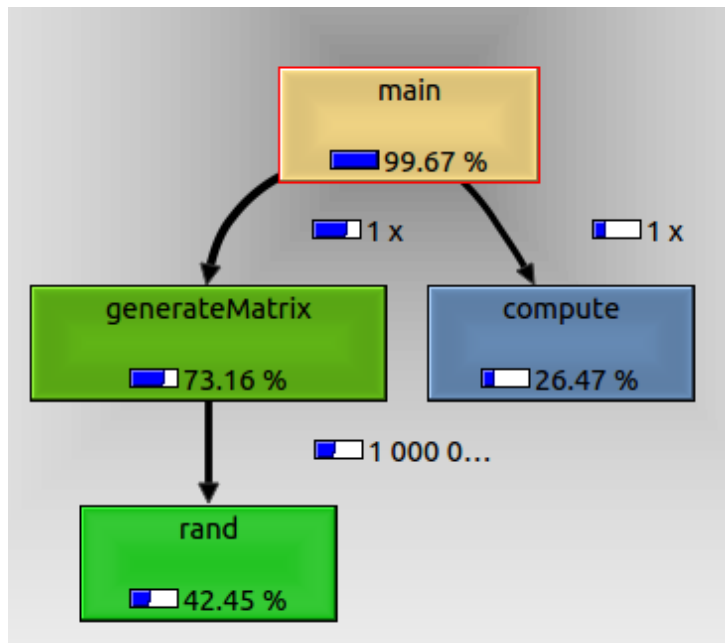 main
99.67 %
1 x
1 x
generateMatrix
73.16 %
compute
26.47 %
1 000 0...
rand
42.45 %